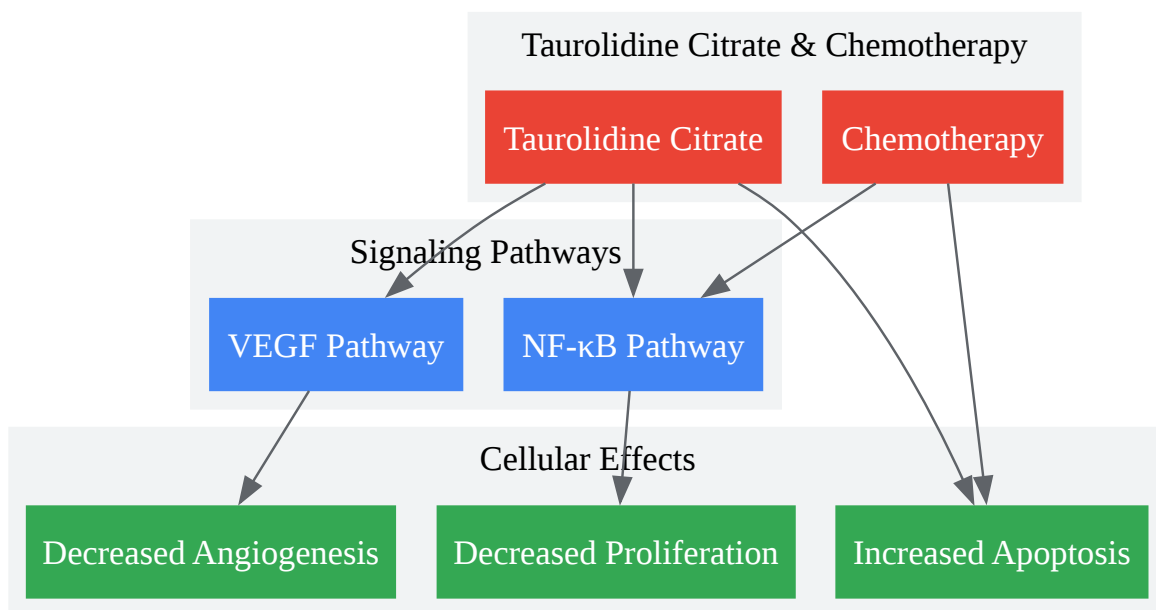 Taurolidine Citrate & Chemotherapy
Taurolidine Citrate
Chemotherapy
Signaling Pathways
VEGF Pathway
NF-κB Pathway
Cellular Effects
Decreased Angiogenesis
Decreased Proliferation
Increased Apoptosis